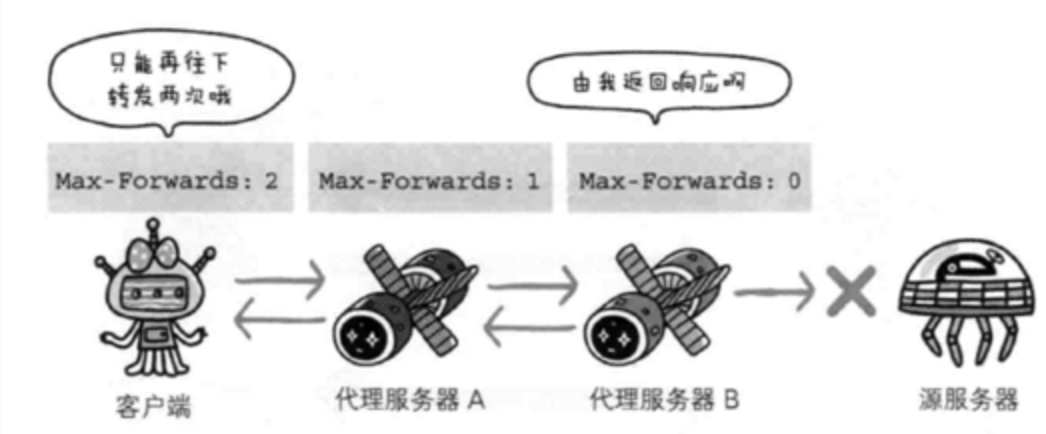 只能再往下
转发两次哦
由我返回响应啊
Max-Forwards: 2
Max-Forwards: 1
Max-Forwards: 0
客户端
代理服务器 A
代理服务器 B
源服务器